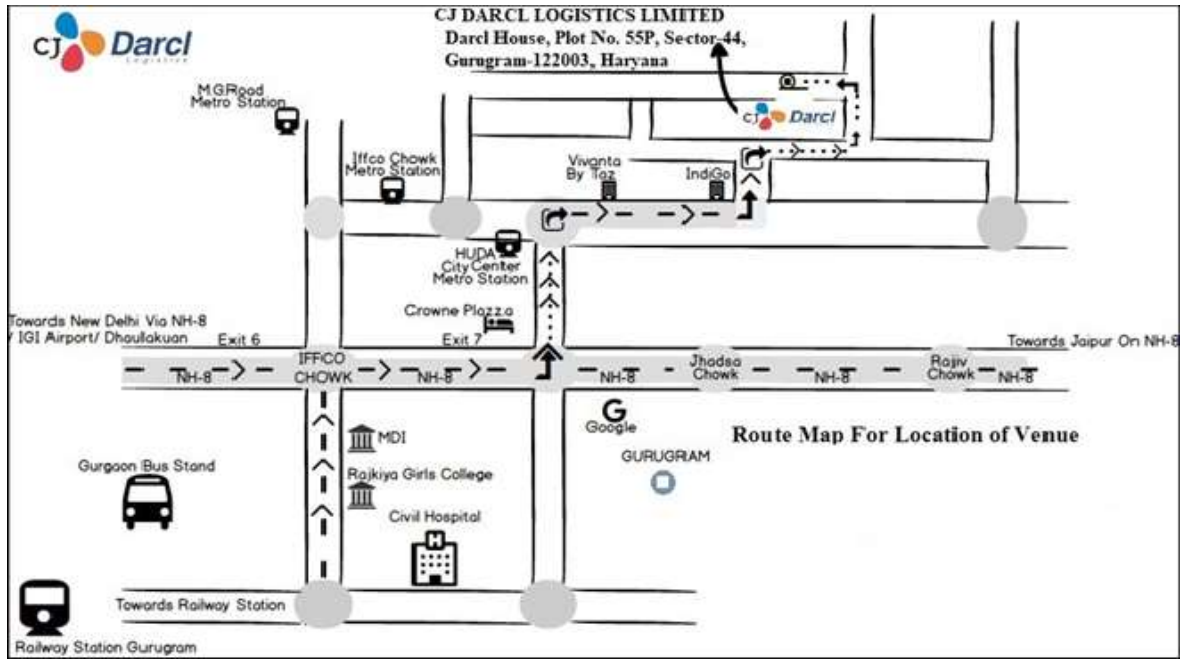 CJ Darcl
Logistics
CJ DARCL LOGISTICS LIMITED
Darcl House, Plot No. 55P, Sector-44,
Gurugram-122003, Haryana
M.G.Road
Metro Station
CJ Darcl
Iffco Chowk
Metro Station
Vivanta
By Taz
IndiGo
HUDA
City Center
Metro Station
Crowne Plazza
Towards New Delhi Via NH-8
/ IGI Airport/ Dhaulakuan
Exit 6
Exit 7
Towards Jaipur On NH-8
IFFCO
CHOWK
Jhadsa
Chowk
Rajiv
Chowk
NH-8
NH-8
NH-8
NH-8
NH-8
G
Google
Route Map For Location of Venue
MDI
GURUGRAM
Gurgaon Bus Stand
Rajkiya Girls College
Civil Hospital
H
Towards Railway Station
Railway Station Gurugram